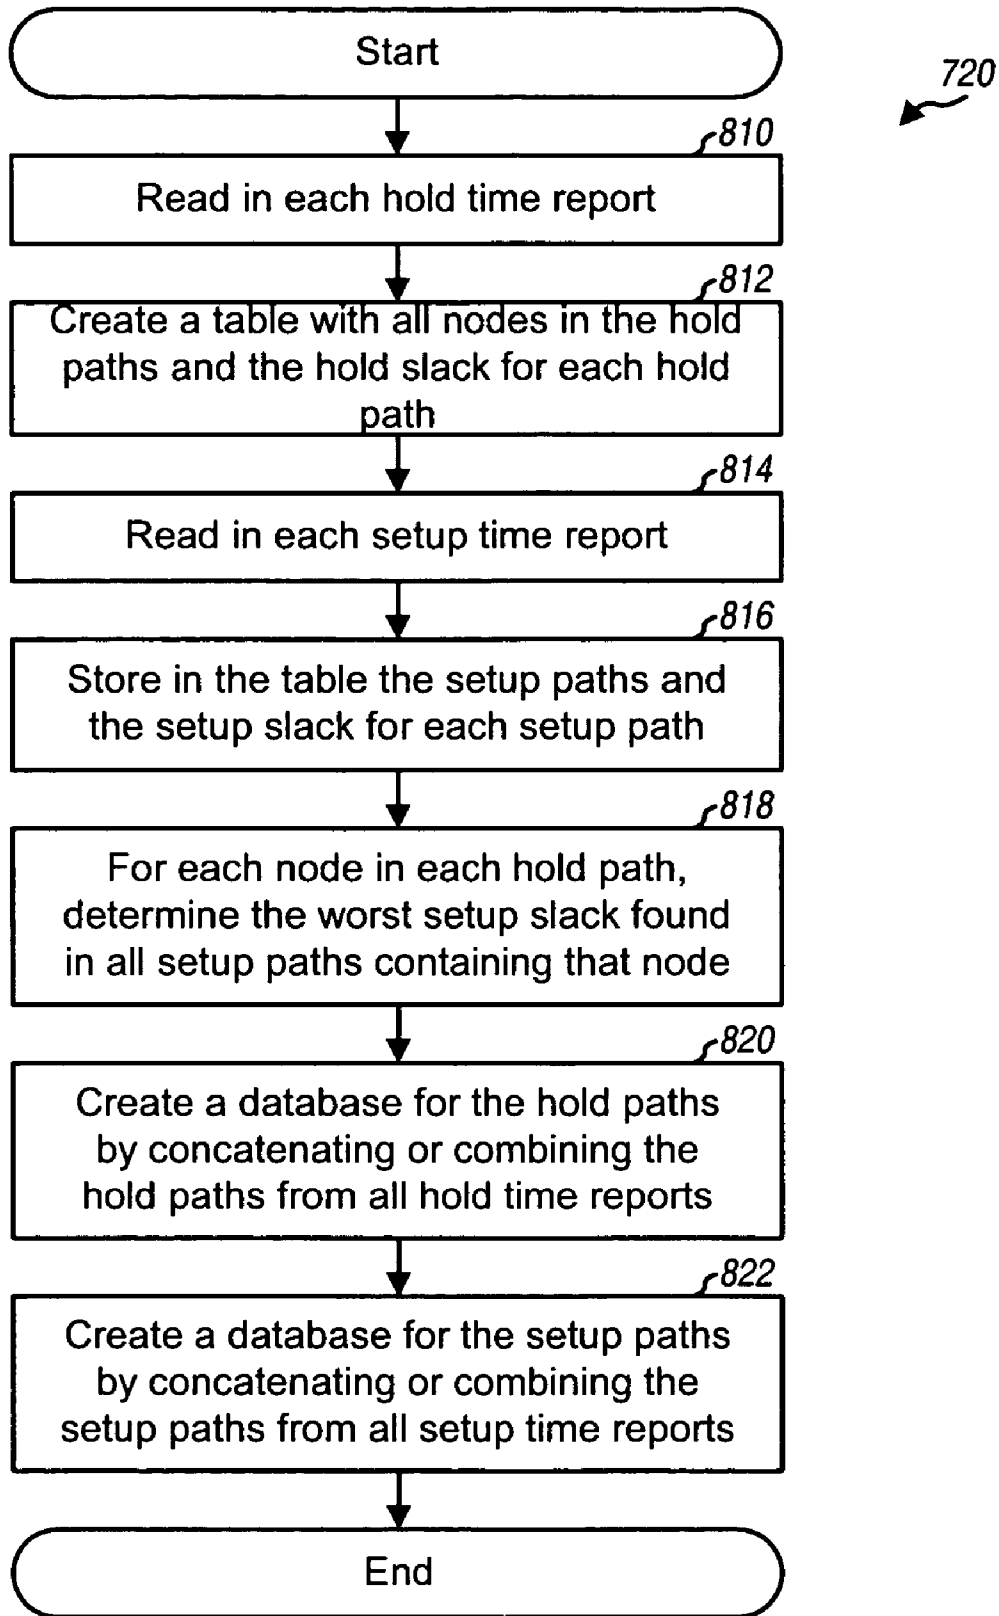 Start
720
810
Read in each hold time report
812
Create a table with all nodes in the hold
paths and the hold slack for each hold
path
814
Read in each setup time report
816
Store in the table the setup paths and
the setup slack for each setup path
818
For each node in each hold path,
determine the worst setup slack found
in all setup paths containing that node
820
Create a database for the hold paths
by concatenating or combining the
hold paths from all hold time reports
822
Create a database for the setup paths
by concatenating or combining the
setup paths from all setup time reports
End